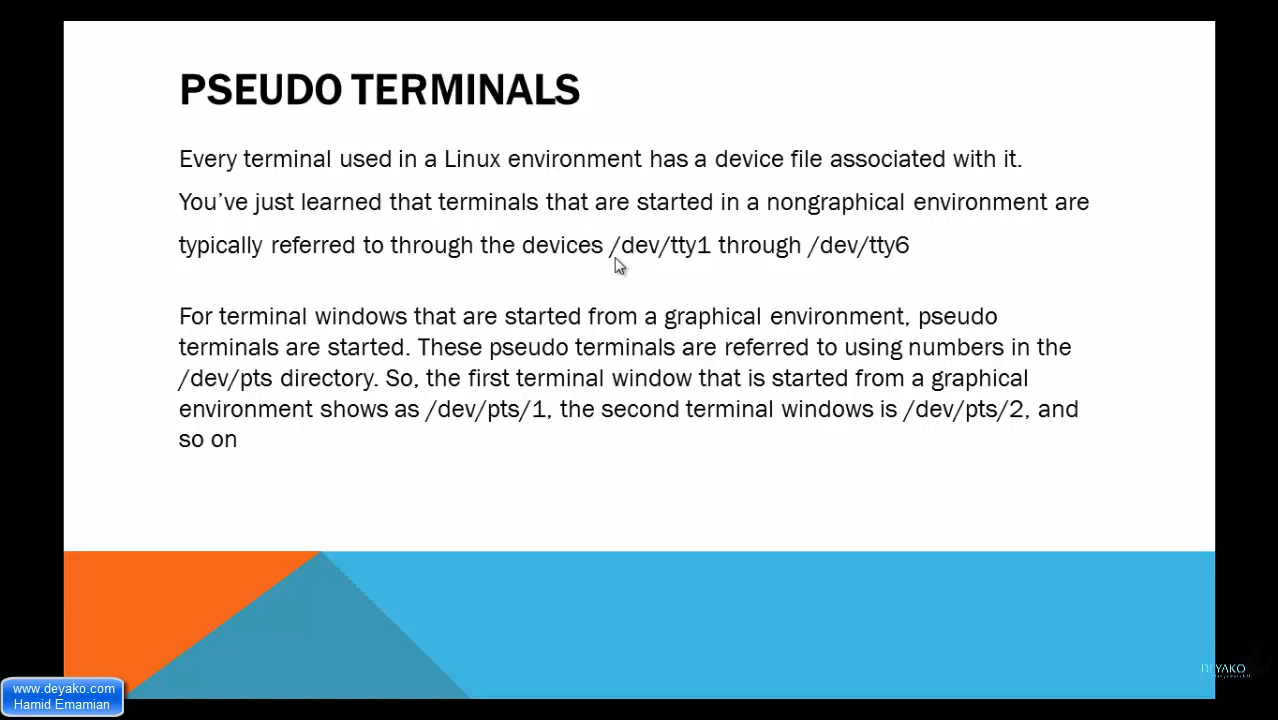 PSEUDO TERMINALS
Every terminal used in a Linux environment has a device file associated with it.
You've just learned that terminals that are started in a nongraphical environment are
typically referred to through the devices /dev/tty1 through /dev/tty6
For terminal windows that are started from a graphical environment, pseudo
terminals are started. These pseudo terminals are referred to using numbers in the
/dev/pts directory. So, the first terminal window that is started from a graphical
environment shows as /dev/pts/1, the second terminal windows is /dev/pts/2, and
so on
DEYAKO
www.deyako.com
Hamid Emamian